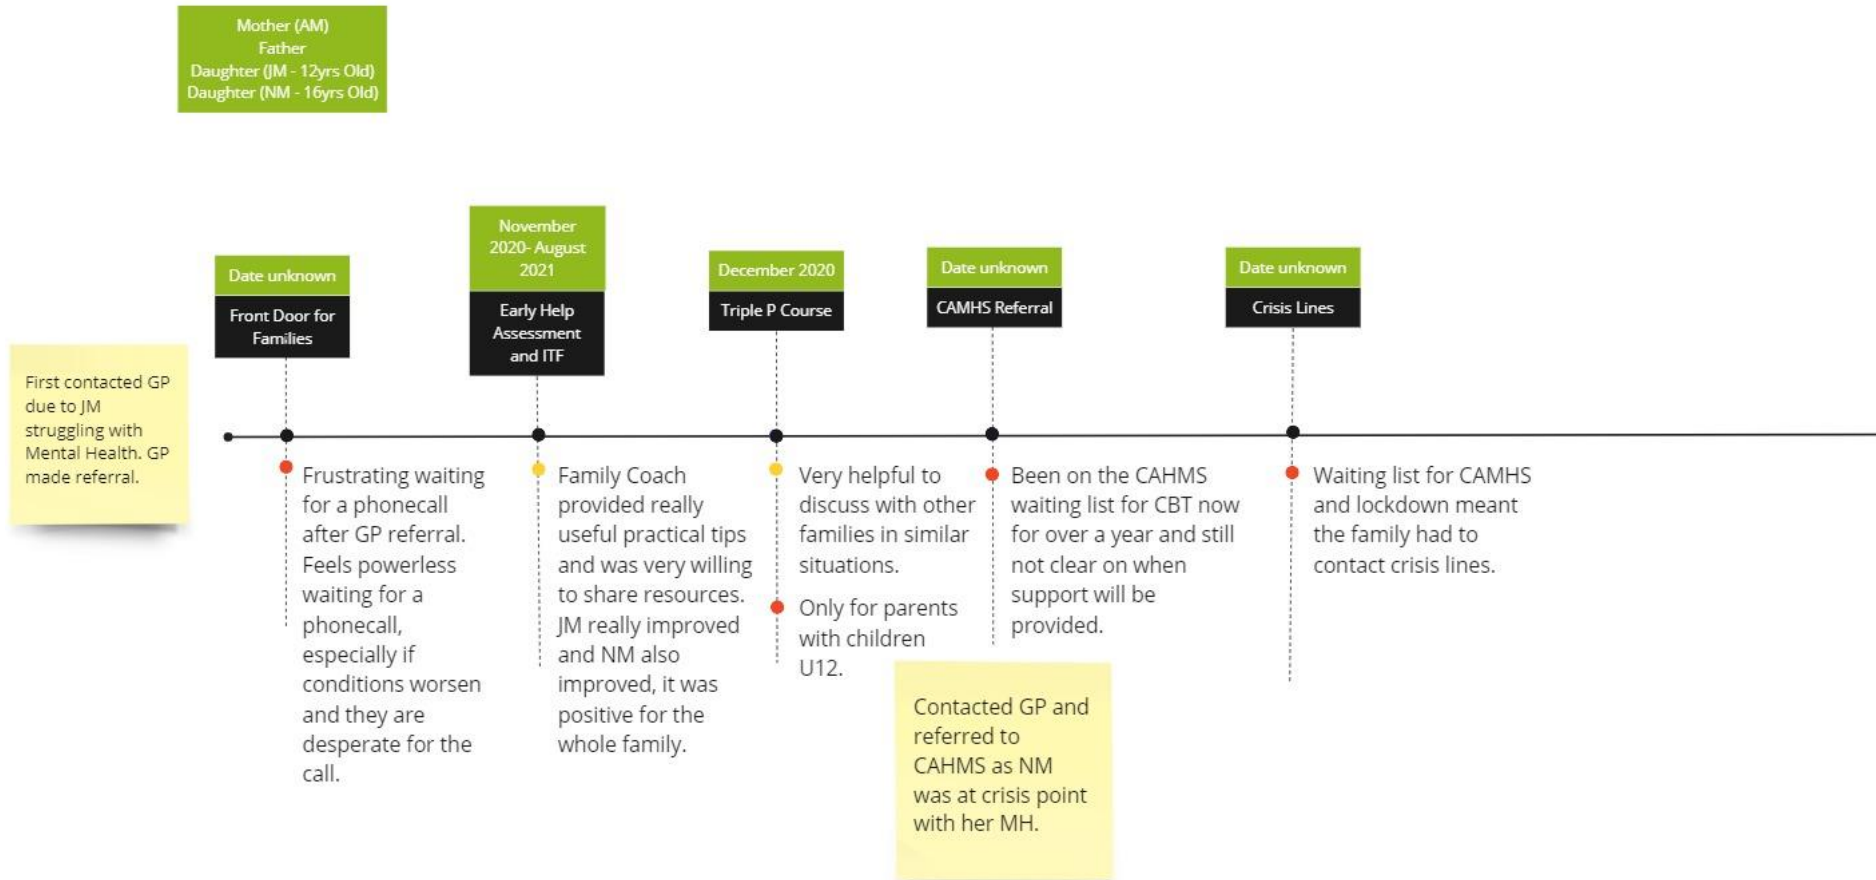 Mother (AM)
Father
Daughter (JM - 12yrs Old)
Daughter (NM - 16yrs Old)
First contacted GP
due to JM
struggling with
Mental Health. GP
made referral.
Date unknown
Front Door for
Families
Frustrating waiting
for a phonecall
after GP referral.
Feels powerless
waiting for a
phonecall,
especially if
conditions worsen
and they are
desperate for the
call.
November
2020- August
2021
Early Help
Assessment
and ITF
Family Coach
provided really
useful practical tips
and was very willing
to share resources.
JM really improved
and NM also
improved, it was
positive for the
whole family.
December 2020
Triple P Course
Very helpful to
discuss with other
families in similar
situations.
Only for parents
with children
U12.
Date unknown
CAMHS Referral
Been on the CAHMS
waiting list for CBT now
for over a year and still
not clear on when
support will be
provided.
Contacted GP and
referred to
CAHMS as NM
was at crisis point
with her MH.
Date unknown
Crisis Lines
Waiting list for CAMHS
and lockdown meant
the family had to
contact crisis lines.